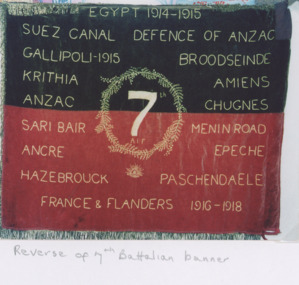 EGYPT 1914-1915
SUEZ CANAL DEFENCE OF ANZAC
GALLIPOLI-1915 BROODSEINDE
KRITHIA AMIENS
ANZAC 7th CHUGNES
A.I.F.
SARI BAIR MENIN ROAD
ANCRE EPECHE
HAZEBROUCK PASCHENDAELE
FRANCE & FLANDERS 1916-1918
Reverse of 7th Battalian banner